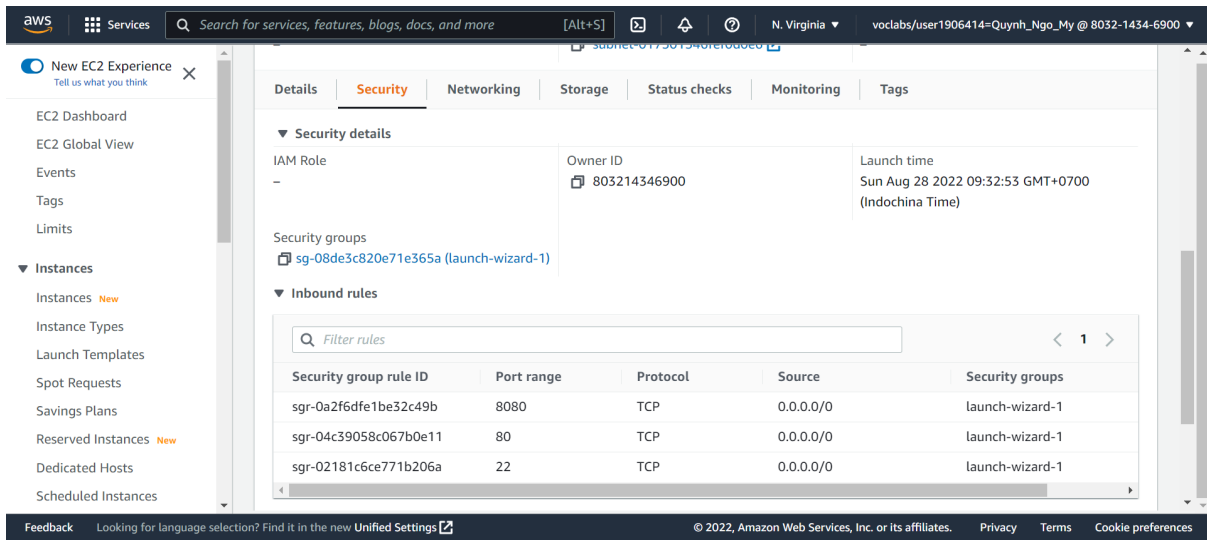 aws Services Search for services, features, blogs, docs, and more [Alt+S] N. Virginia ▼ voclabs/user1906414=Quynh_Ngo_My @ 8032-1434-6900 ▼
New EC2 Experience
Tell us what you think
EC2 Dashboard
EC2 Global View
Events
Tags
Limits
Instances
Instances New
Instance Types
Launch Templates
Spot Requests
Savings Plans
Reserved Instances New
Dedicated Hosts
Scheduled Instances
– –
Details Security Networking Storage Status checks Monitoring Tags
Security details
IAM Role Owner ID Launch time
– 803214346900 Sun Aug 28 2022 09:32:53 GMT+0700
(Indochina Time)
Security groups
sg-08de3c820e71e365a (launch-wizard-1)
Inbound rules
Filter rules 1
Security group rule ID Port range Protocol Source Security groups
sgr-0a2f6dfe1be32c49b 8080 TCP 0.0.0.0/0 launch-wizard-1
sgr-04c39058c067b0e11 80 TCP 0.0.0.0/0 launch-wizard-1
sgr-02181c6ce771b206a 22 TCP 0.0.0.0/0 launch-wizard-1
Feedback Looking for language selection? Find it in the new Unified Settings © 2022, Amazon Web Services, Inc. or its affiliates. Privacy Terms Cookie preferences